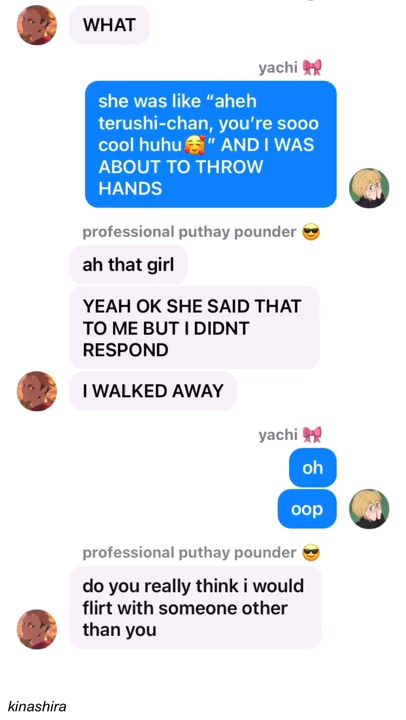 WHAT
yachi 🎀
she was like “aheh
terushi-chan, you’re sooo
cool huhu🥰” AND I WAS
ABOUT TO THROW
HANDS
professional puthay pounder 😎
ah that girl
YEAH OK SHE SAID THAT
TO ME BUT I DIDNT
RESPOND
I WALKED AWAY
yachi 🎀
oh
oop
professional puthay pounder 😎
do you really think i would
flirt with someone other
than you
kinashira